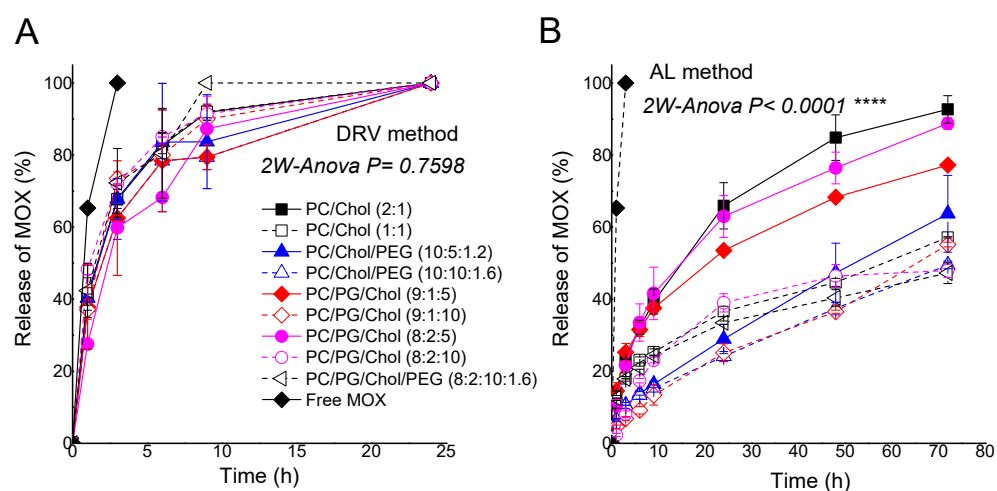 A
100
80
60
40
20
0
Release of MOX (%)
0 5 10 15 20 25
Time (h)
DRV method
2W-Anova P= 0.7598
PC/Chol (2:1)
PC/Chol (1:1)
PC/Chol/PEG (10:5:1.2)
PC/Chol/PEG (10:10:1.6)
PC/PG/Chol (9:1:5)
PC/PG/Chol (9:1:10)
PC/PG/Chol (8:2:5)
PC/PG/Chol (8:2:10)
PC/PG/Chol/PEG (8:2:10:1.6)
Free MOX
B
AL method
2W-Anova P< 0.0001 ****
100
80
60
40
20
0
Release of MOX (%)
0 10 20 30 40 50 60 70 80
Time (h)